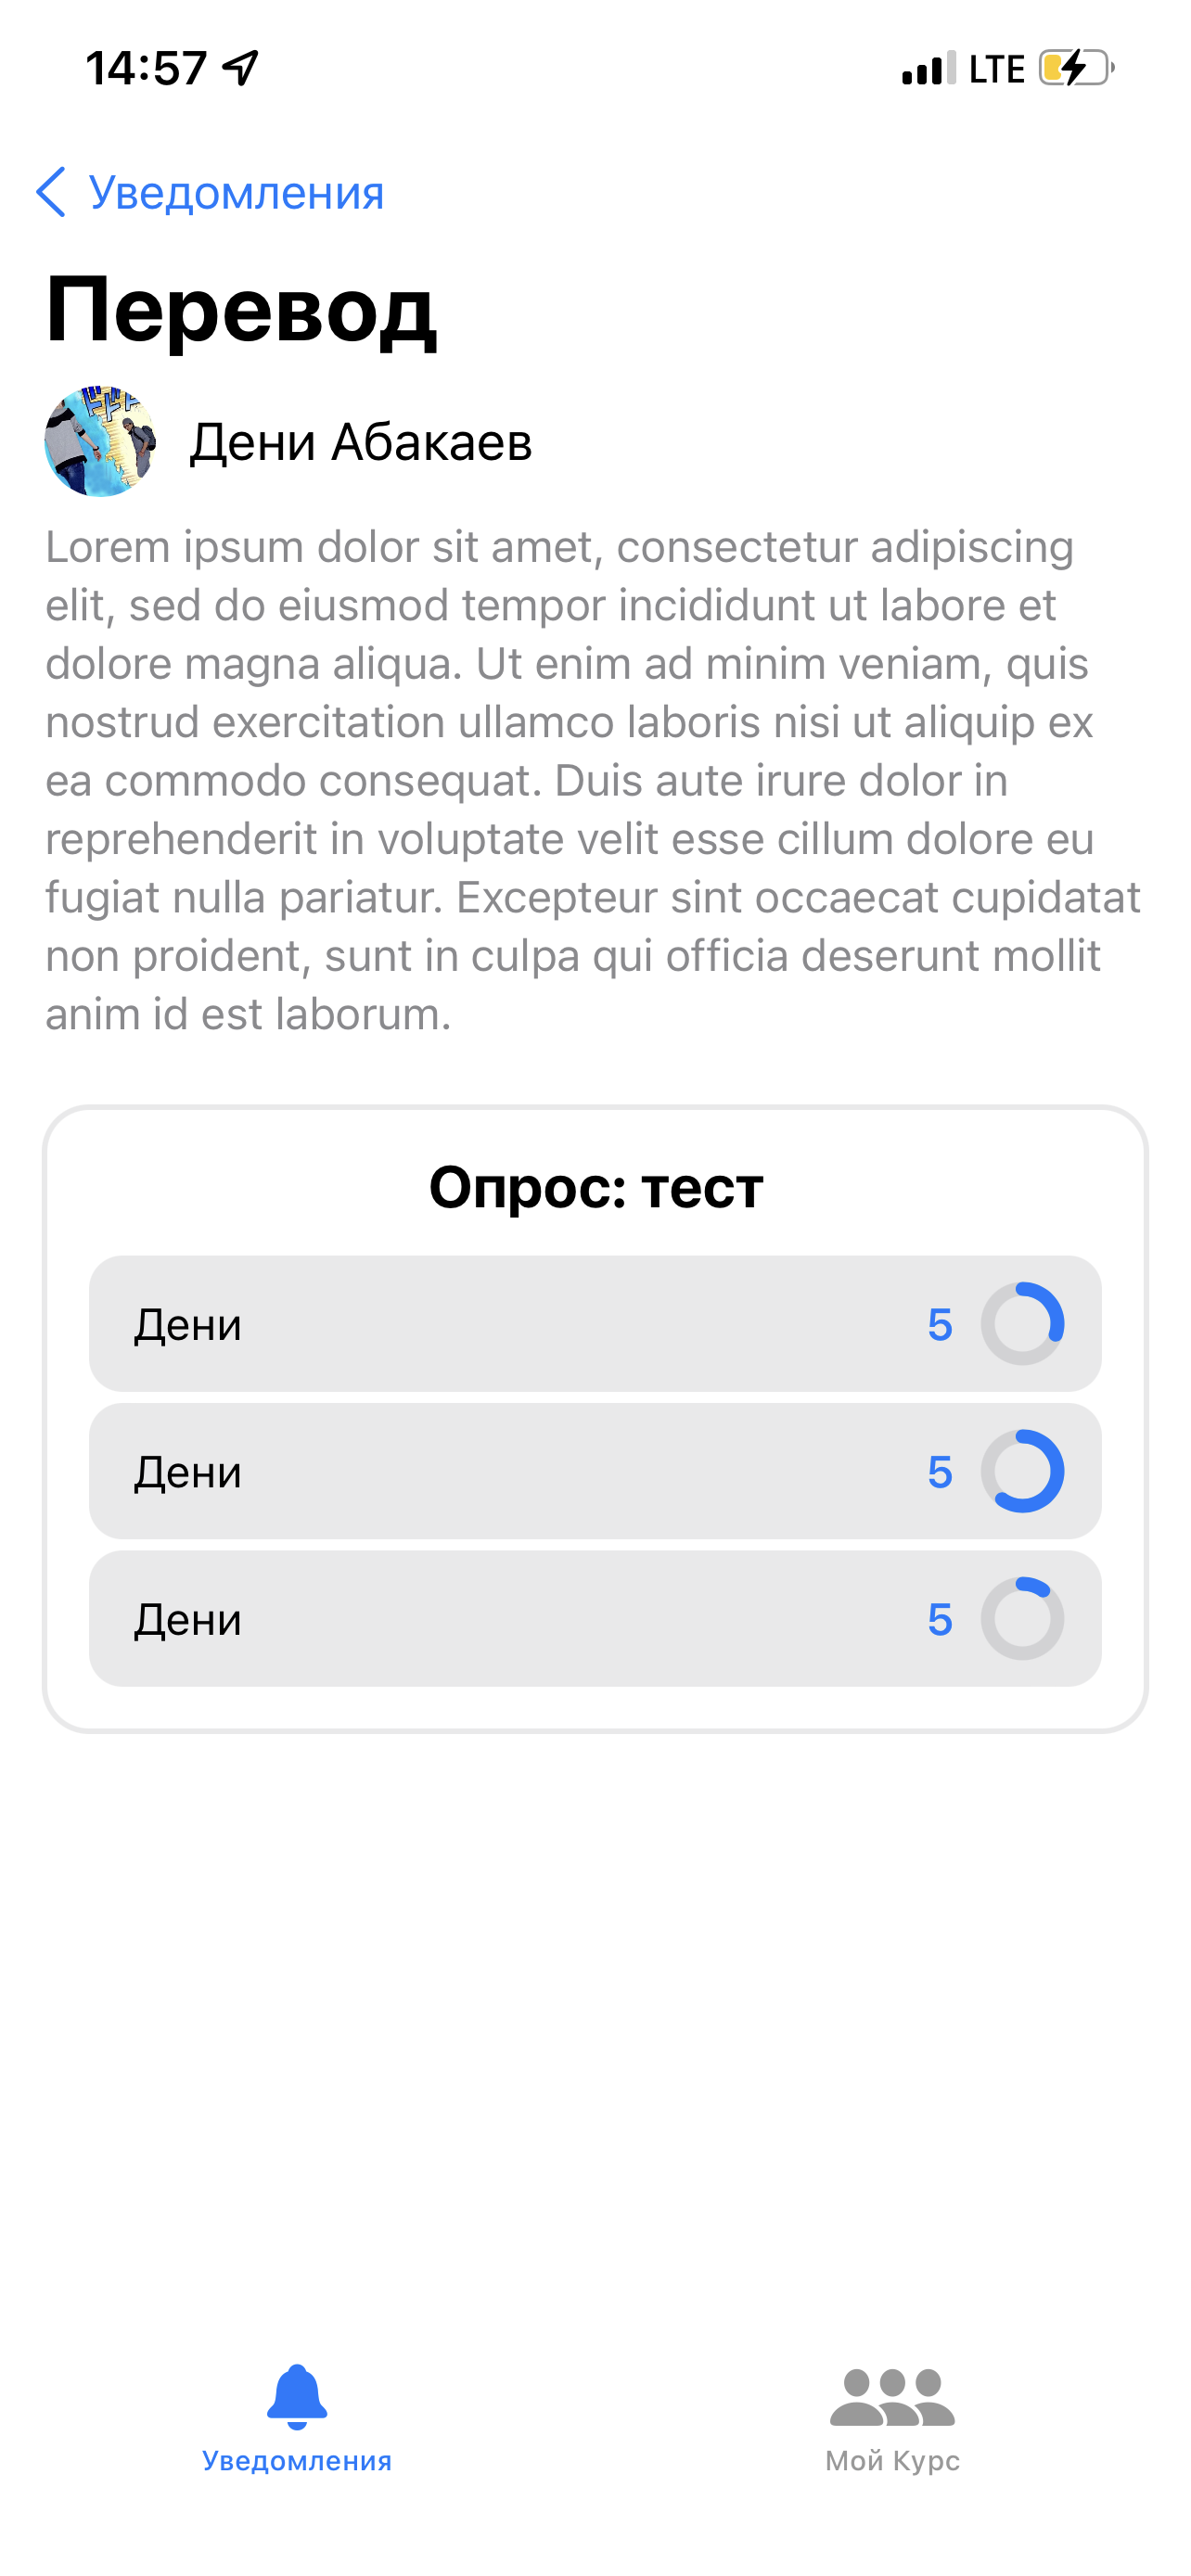 14:57
LTE
Уведомления
Перевод
Дени Абакаев
Lorem ipsum dolor sit amet, consectetur adipiscing
elit, sed do eiusmod tempor incididunt ut labore et
dolore magna aliqua. Ut enim ad minim veniam, quis
nostrud exercitation ullamco laboris nisi ut aliquip ex
ea commodo consequat. Duis aute irure dolor in
reprehenderit in voluptate velit esse cillum dolore eu
fugiat nulla pariatur. Excepteur sint occaecat cupidatat
non proident, sunt in culpa qui officia deserunt mollit
anim id est laborum.
Опрос: тест
Дени 5
Дени 5
Дени 5
Уведомления
Мой Курс